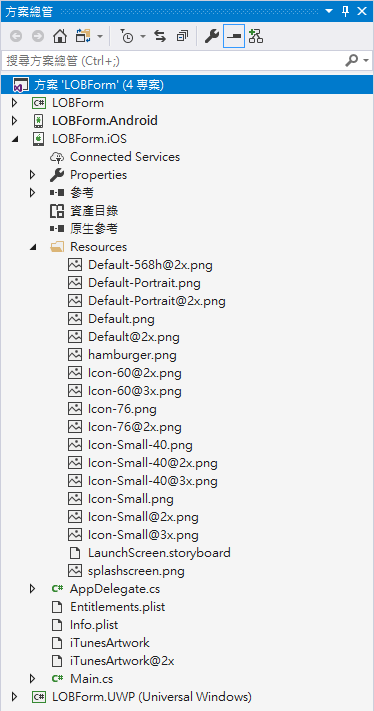 方案總管
搜尋方案總管 (Ctrl+;)
方案 'LOBForm' (4 專案)
C# LOBForm
LOBForm.Android
LOBForm.iOS
Connected Services
Properties
參考
資產目錄
原生參考
Resources
Default-568h@2x.png
Default-Portrait.png
Default-Portrait@2x.png
Default.png
Default@2x.png
hamburger.png
Icon-60@2x.png
Icon-60@3x.png
Icon-76.png
Icon-76@2x.png
Icon-Small-40.png
Icon-Small-40@2x.png
Icon-Small-40@3x.png
Icon-Small.png
Icon-Small@2x.png
Icon-Small@3x.png
LaunchScreen.storyboard
splashscreen.png
C# AppDelegate.cs
Entitlements.plist
Info.plist
iTunesArtwork
iTunesArtwork@2x
C# Main.cs
C# LOBForm.UWP (Universal Windows)